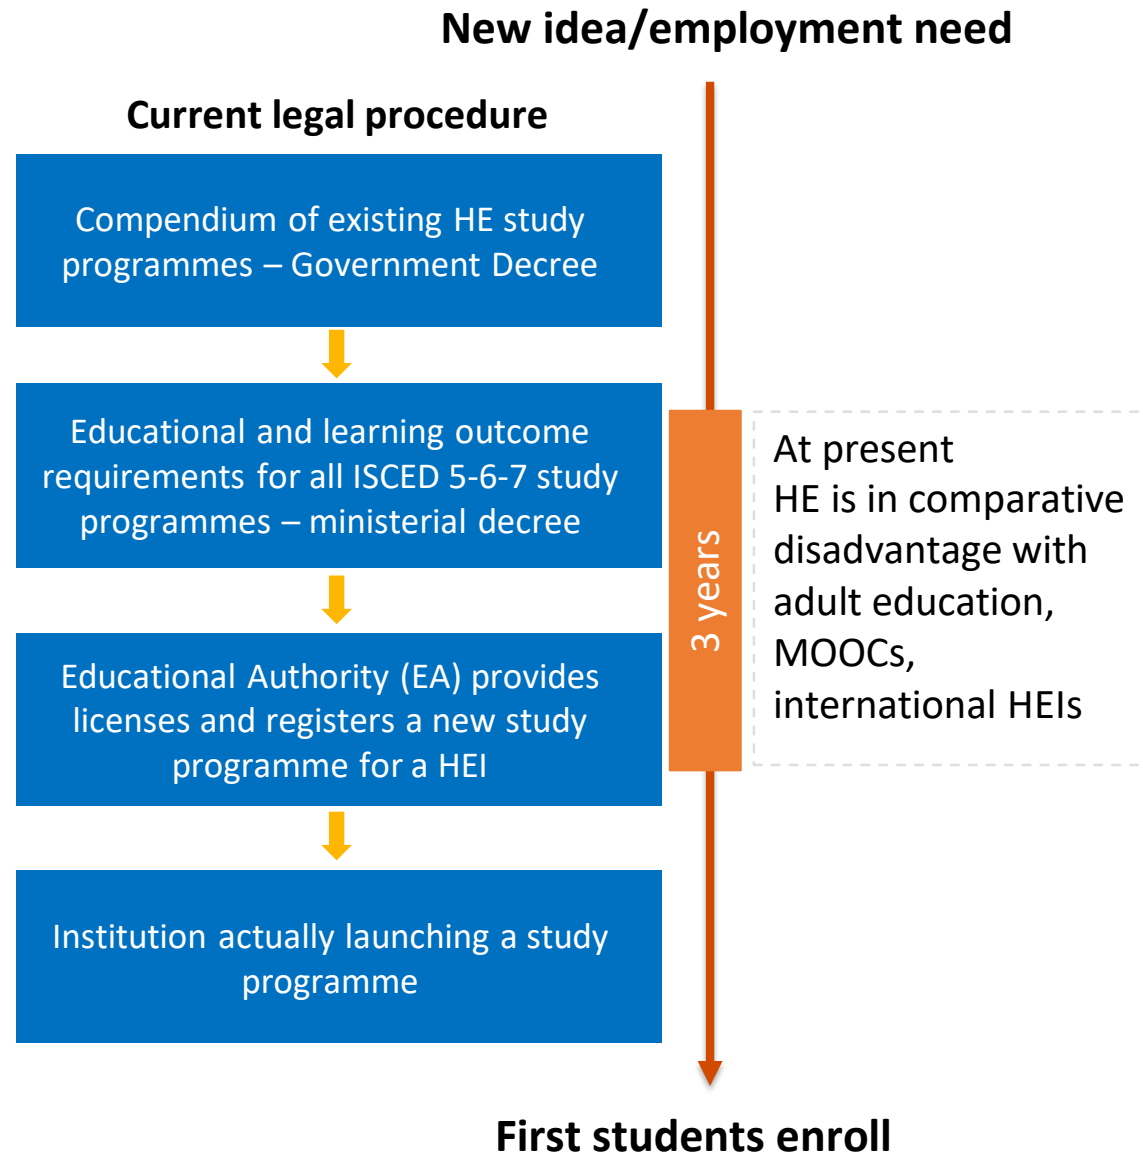 New idea/employment need
Current legal procedure
Compendium of existing HE study
programmes – Government Decree
Educational and learning outcome
requirements for all ISCED 5-6-7 study
programmes – ministerial decree
Educational Authority (EA) provides
licenses and registers a new study
programme for a HEI
Institution actually launching a study
programme
3 years
At present
HE is in comparative
disadvantage with
adult education,
MOOCs,
international HEIs
First students enroll